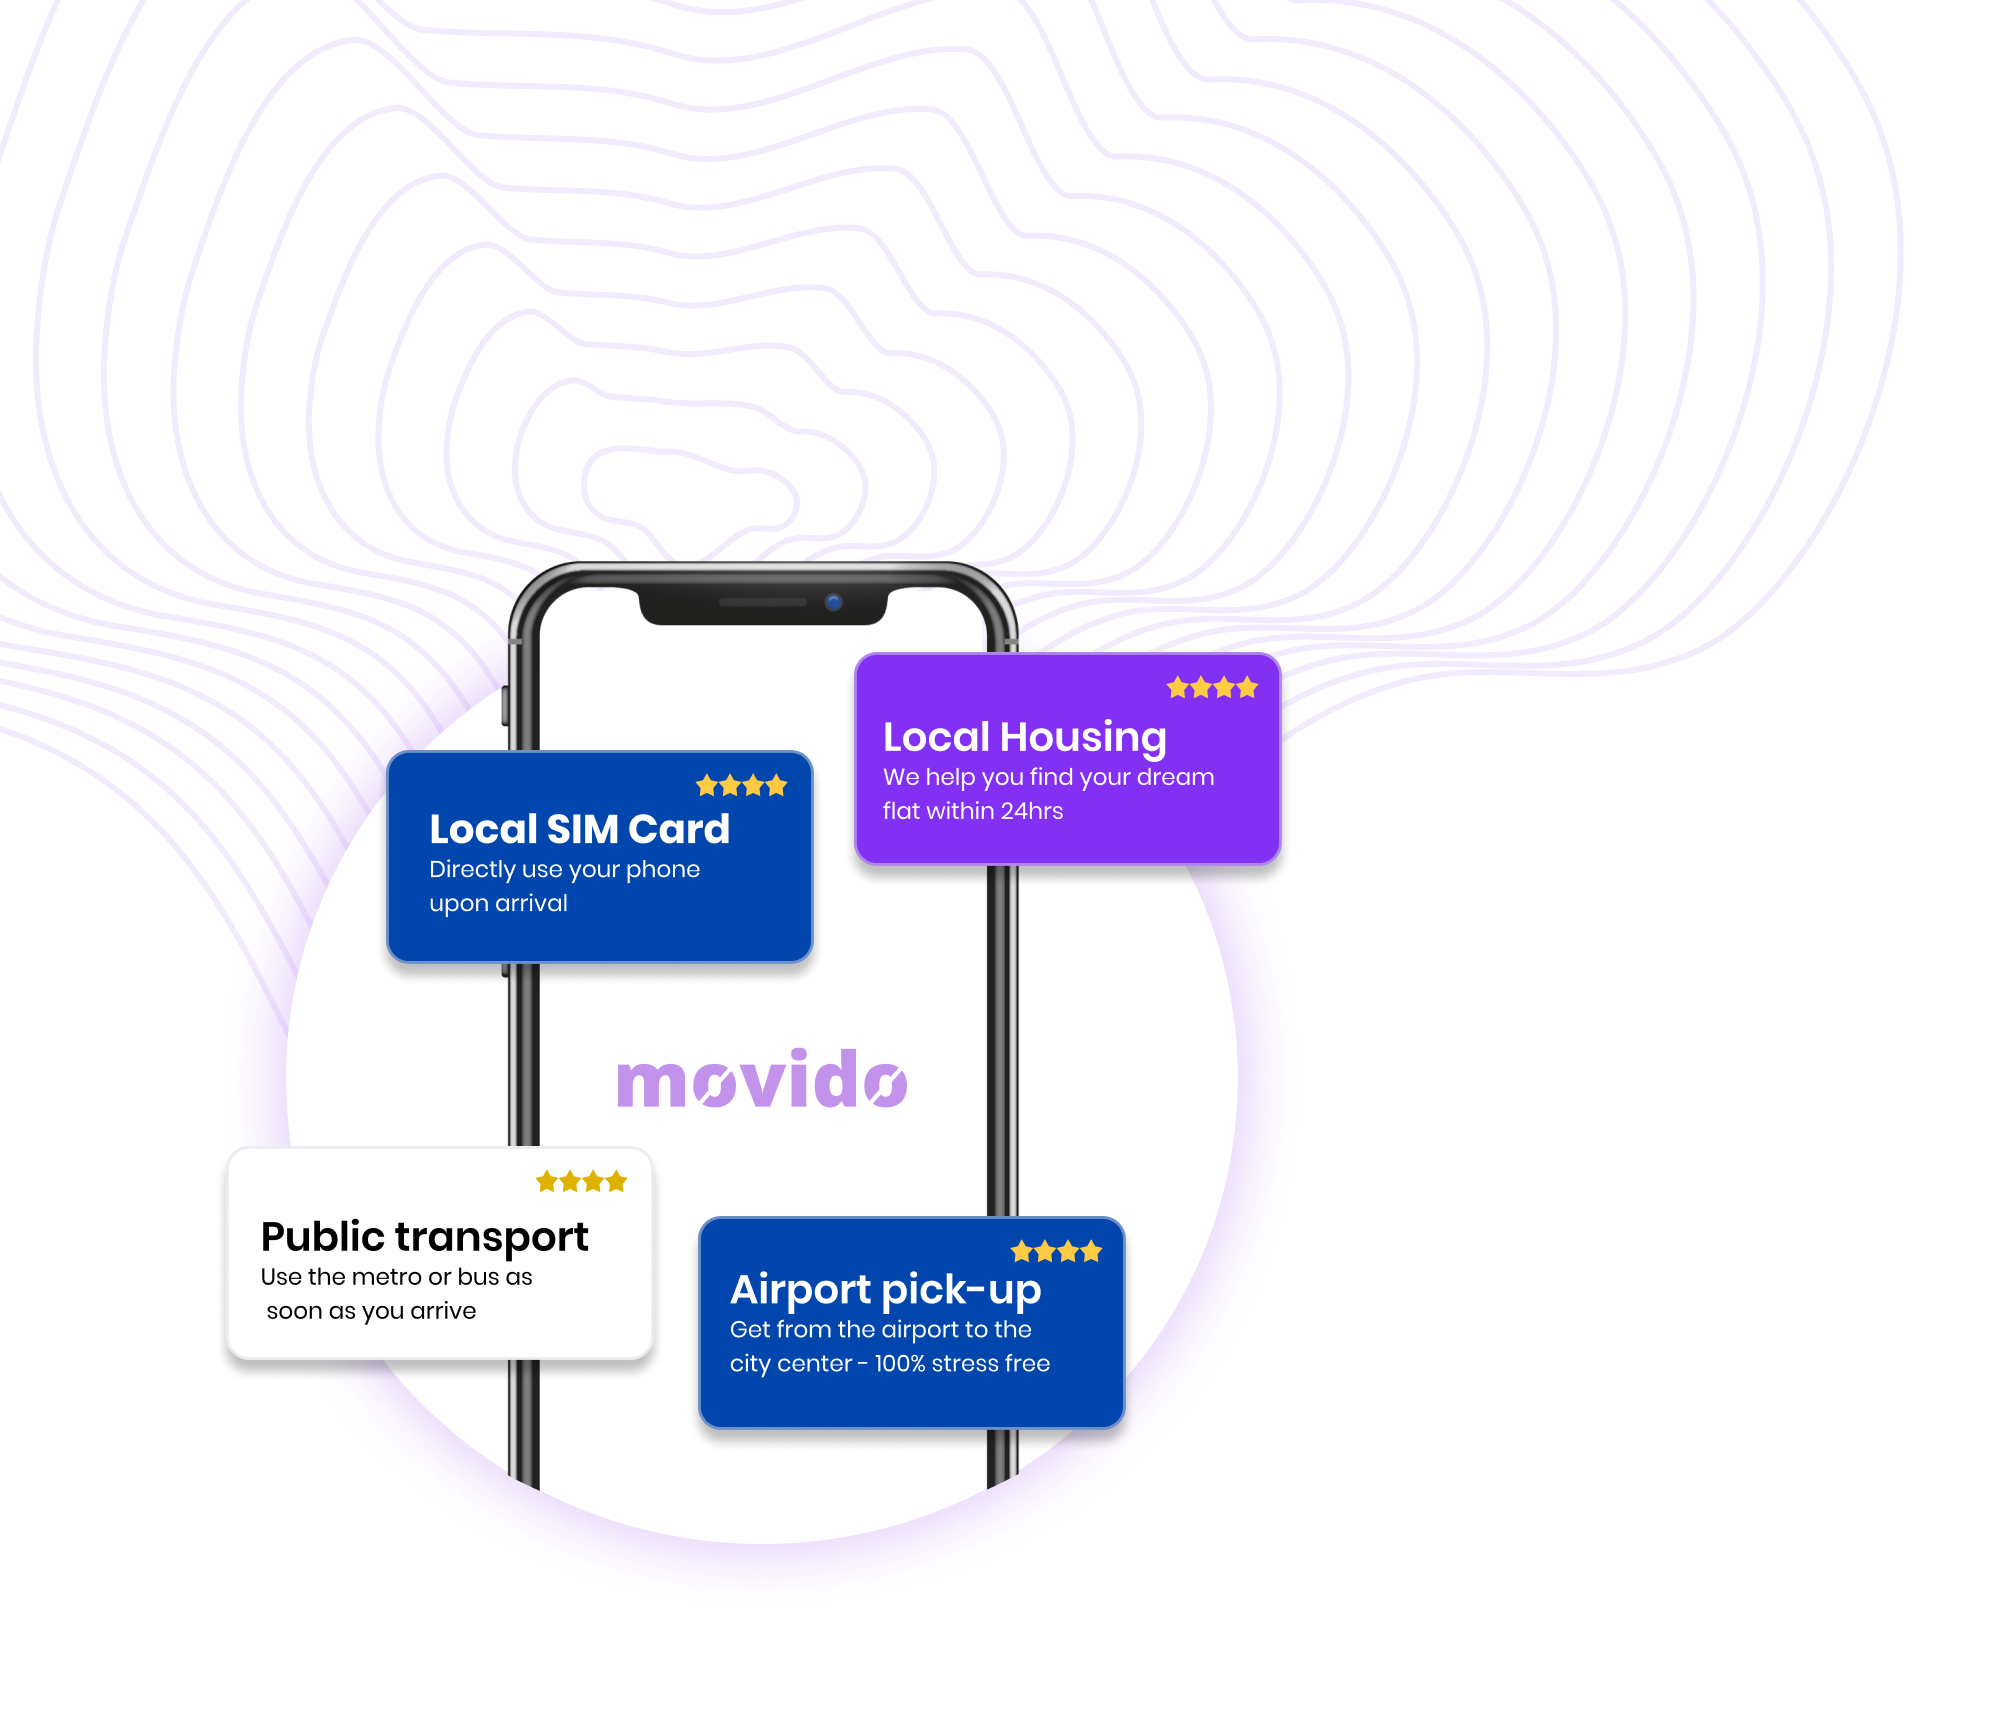 Local Housing
We help you find your dream
flat within 24hrs
Local SIM Card
Directly use your phone
upon arrival
movido
Public transport
Use the metro or bus as
soon as you arrive
Airport pick-up
Get from the airport to the
city center - 100% stress free